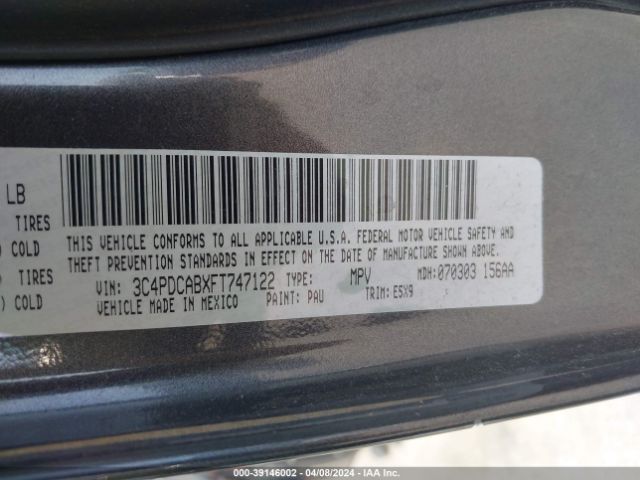 LB
TIRES
) COLD
TIRES
) COLD
THIS VEHICLE CONFORMS TO ALL APPLICABLE U.S.A. FEDERAL MOTOR VEHICLE SAFETY AND
THEFT PREVENTION STANDARDS IN EFFECT ON THE DATE OF MANUFACTURE SHOWN ABOVE.
VIN: 3C4PDCABXFT747122 TYPE: MPV MDH:070303 156AA
VEHICLE MADE IN MEXICO PAINT: PAU TRIM: E5X9
000-39146002 - 04/08/2024 - IAA Inc.